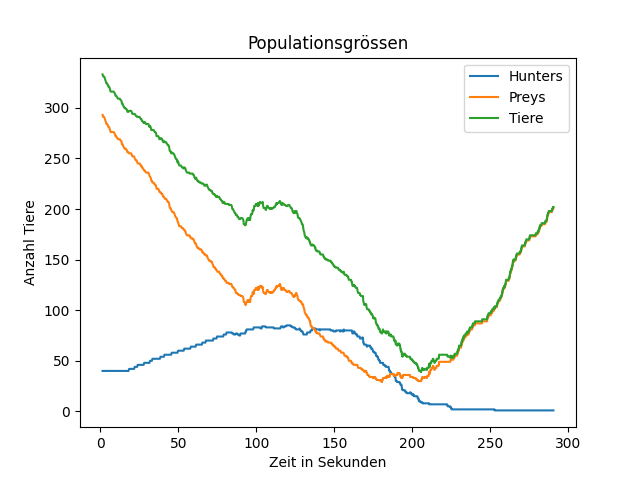 Populationsgrössen
Hunters
Preys
Tiere
Anzahl Tiere
300
250
200
150
100
50
0
0 50 100 150 200 250 300
Zeit in Sekunden